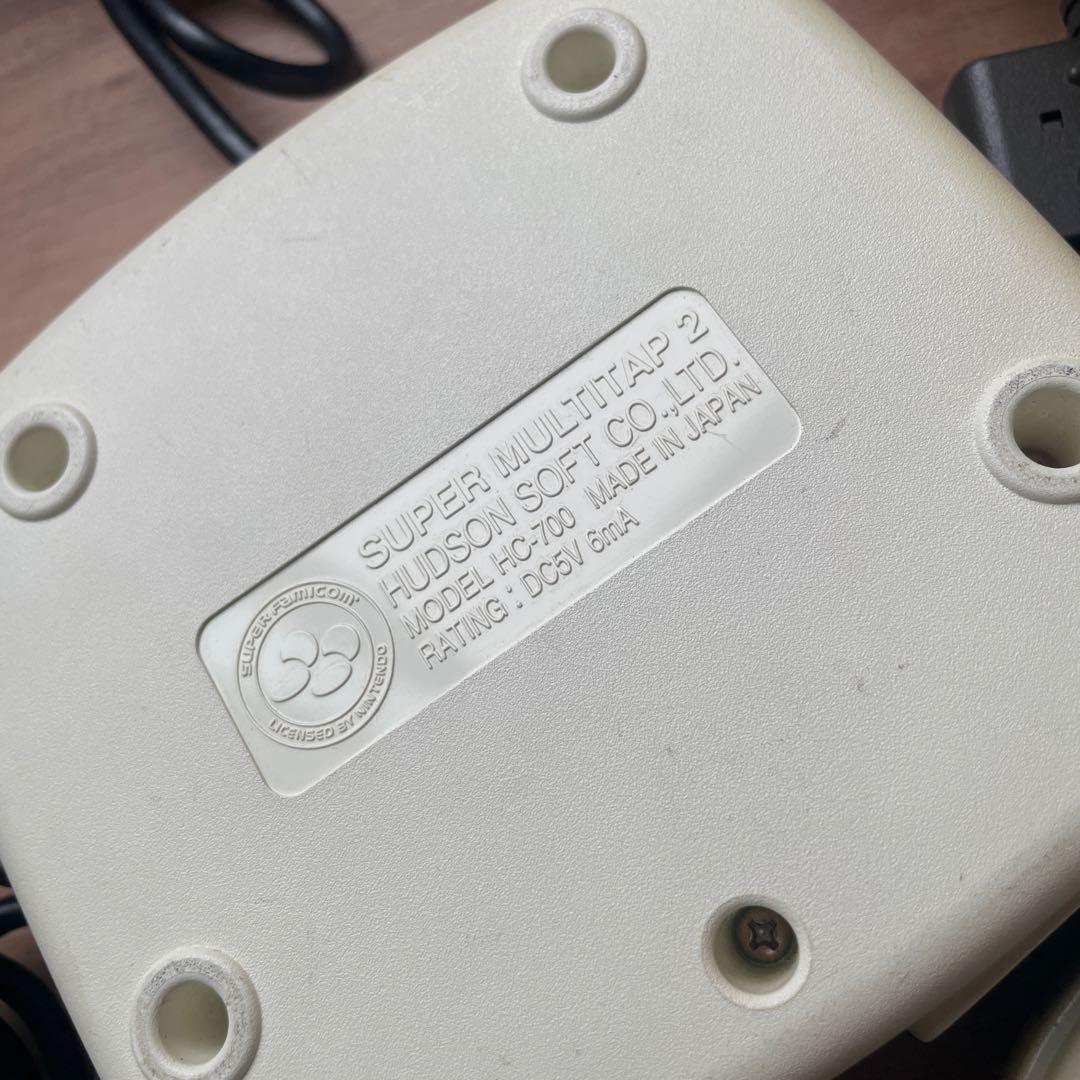 SUPER MULTITAP 2
HUDSON SOFT CO.,LTD.
MODEL HC-700 MADE IN JAPAN
RATING : DC5V 6mA
SUPER FAMICOM
LICENSED BY NINTENDO